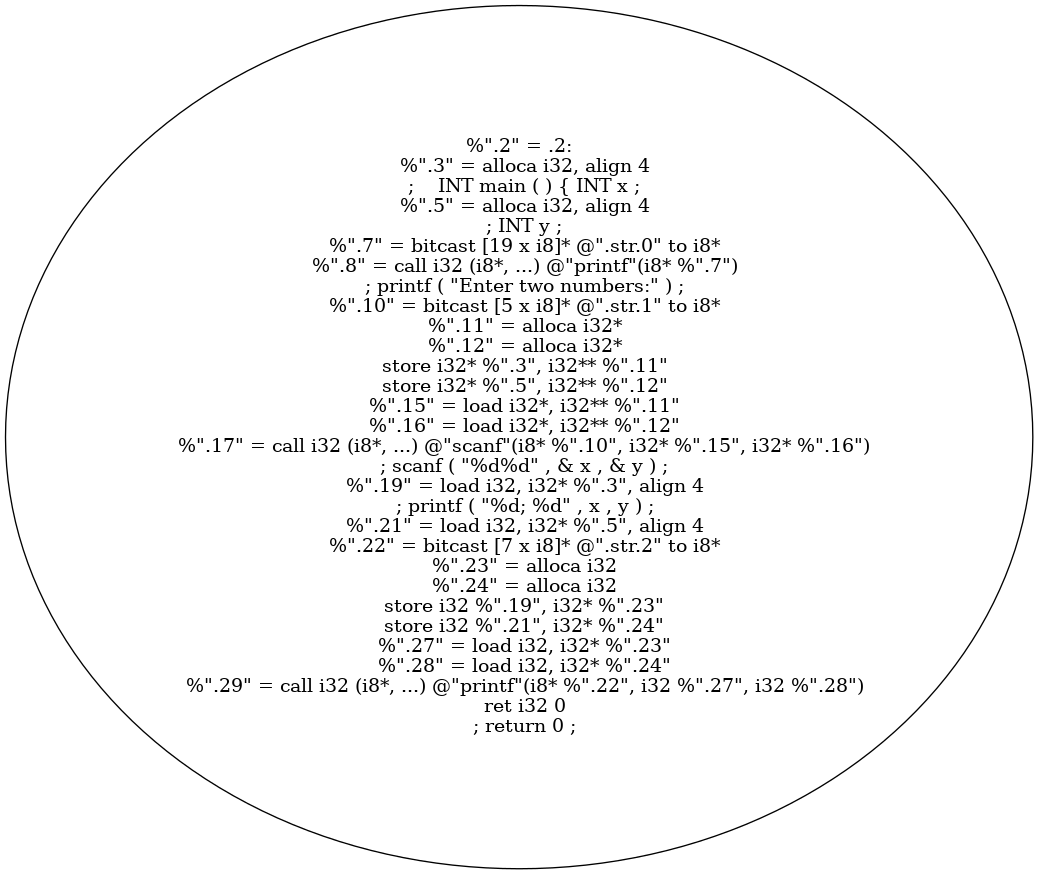 %".2" = .2:
%".3" = alloca i32, align 4
;    INT main ( ) { INT x ;
%".5" = alloca i32, align 4
; INT y ;
%".7" = bitcast [19 x i8]* @".str.0" to i8*
%".8" = call i32 (i8*, ...) @"printf"(i8* %".7")
; printf ( "Enter two numbers:" ) ;
%".10" = bitcast [5 x i8]* @".str.1" to i8*
%".11" = alloca i32*
%".12" = alloca i32*
store i32* %".3", i32** %".11"
store i32* %".5", i32** %".12"
%".15" = load i32*, i32** %".11"
%".16" = load i32*, i32** %".12"
%".17" = call i32 (i8*, ...) @"scanf"(i8* %".10", i32* %".15", i32* %".16")
; scanf ( "%d%d" , & x , & y ) ;
%".19" = load i32, i32* %".3", align 4
; printf ( "%d; %d" , x , y ) ;
%".21" = load i32, i32* %".5", align 4
%".22" = bitcast [7 x i8]* @".str.2" to i8*
%".23" = alloca i32
%".24" = alloca i32
store i32 %".19", i32* %".23"
store i32 %".21", i32* %".24"
%".27" = load i32, i32* %".23"
%".28" = load i32, i32* %".24"
%".29" = call i32 (i8*, ...) @"printf"(i8* %".22", i32 %".27", i32 %".28")
ret i32 0
; return 0 ;